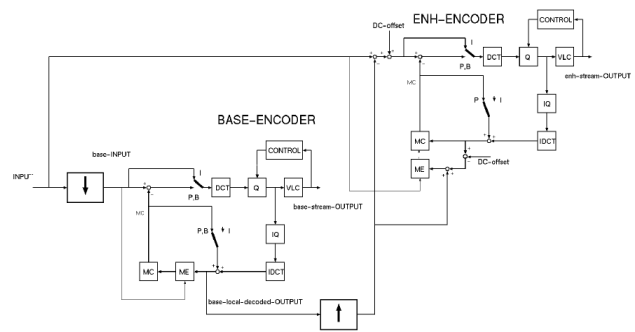 ENH-ENCODER
CONTROL
DC-offset
I
P,B
DCT
Q
VLC
enh-stream-OUTPUT
MC
P
I
IQ
MC
IDCT
DC-offset
ME
BASE-ENCODER
CONTROL
base-INPUT
I
INPUT
P,B
DCT
Q
VLC
base-stream-OUTPUT
MC
P,B
I
IQ
MC
ME
IDCT
base-local-decoded-OUTPUT